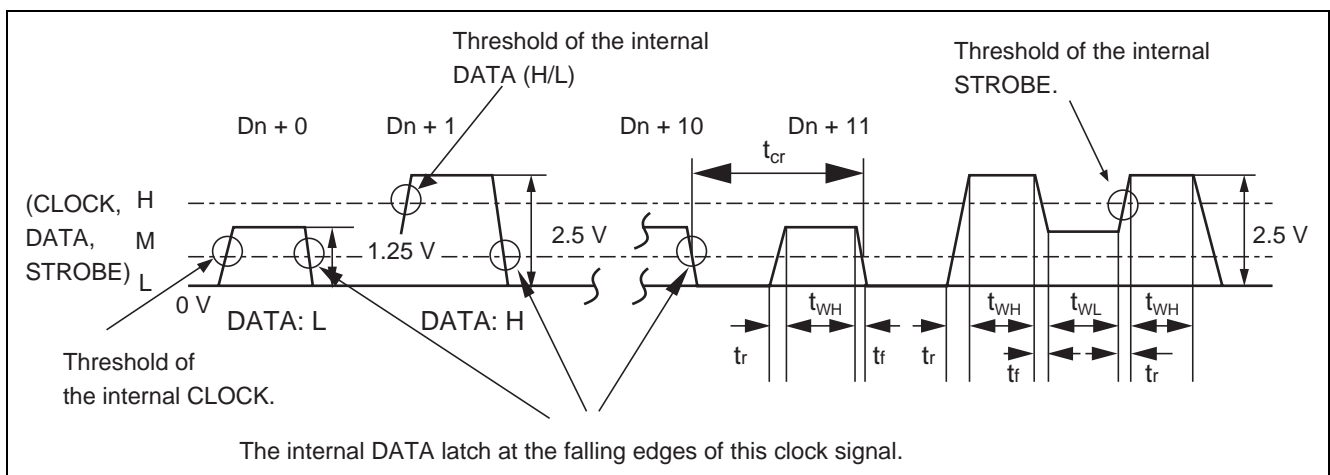 Threshold of the internal
DATA (H/L)
Threshold of the internal
STROBE.
Dn + 0
Dn + 1
Dn + 10
Dn + 11
tcr
(CLOCK,
DATA,
STROBE)
H
M
L
0 V
1.25 V
2.5 V
2.5 V
DATA: L
DATA: H
tWH
tWH
tWL
tWH
tr
tf
tr
tf
tr
Threshold of
the internal CLOCK.
The internal DATA latch at the falling edges of this clock signal.